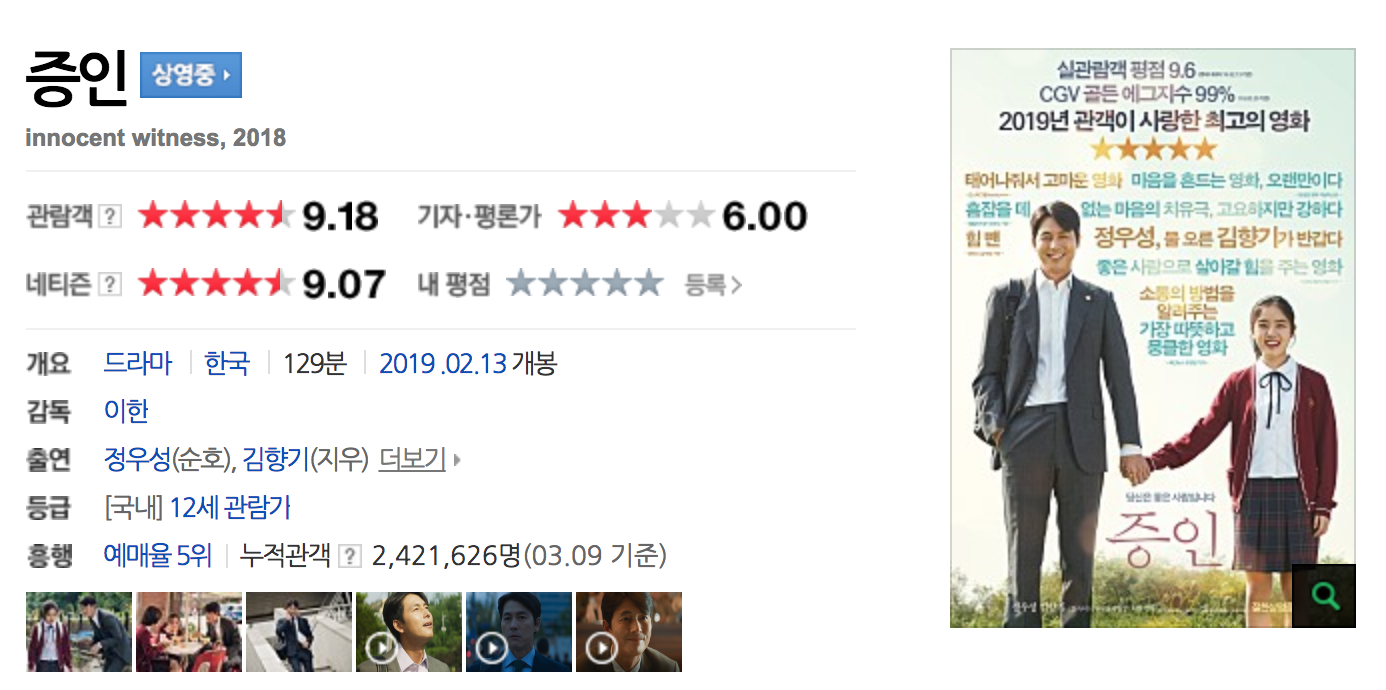 증인 상영중
innocent witness, 2018
관람객 ? 9.18 기자·평론가 6.00
네티즌 ? 9.07 내 평점 등록
개요 드라마 한국 129분 2019.02.13 개봉
감독 이한
출연 정우성(순호), 김향기(지우) 더보기
등급 [국내] 12세 관람가
흥행 예매율 5위 누적관객 ? 2,421,626명(03.09 기준)
실관람객 평점 9.6
CGV 골든 에그지수 99%
2019년 관객이 사랑한 최고의 영화
태어나줘서 고마운 영화 마음을 흔드는 영화, 오랜만이다
흠잡을 데 없는 마음의 치유극, 고요하지만 강하다
힘 뺀 정우성, 물 오른 김향기가 반갑다
좋은 사람으로 살아갈 힘을 주는 영화
소통의 방법을
알려주는
가장 따뜻하고
뭉클한 영화
당신은 좋은 사람입니까
증인